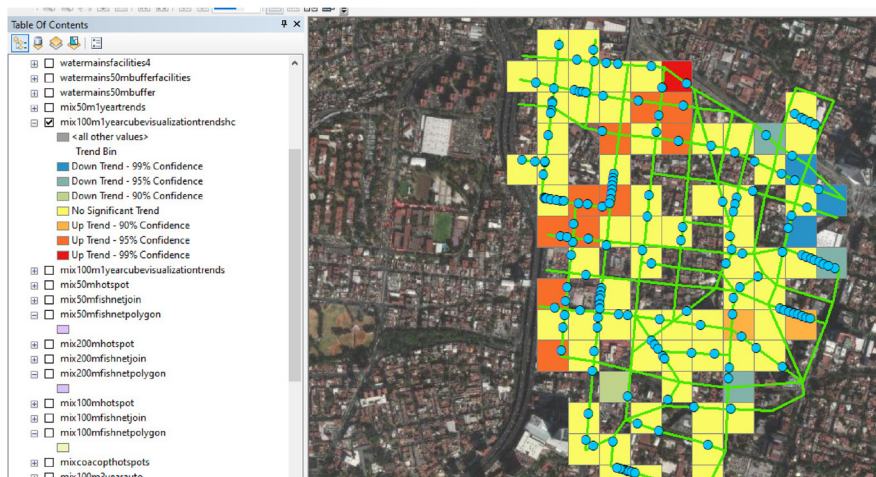 Table Of Contents
watermainsfacilities4
watermains50mbufferfacilities
watermains50mbuffer
mix50m1yeartrends
mix100m1yearcubevisualizationtrendshc
<all other values>
Trend Bin
Down Trend - 99% Confidence
Down Trend - 95% Confidence
Down Trend - 90% Confidence
No Significant Trend
Up Trend - 90% Confidence
Up Trend - 95% Confidence
Up Trend - 99% Confidence
mix100m1yearcubevisualizationtrends
mix50mhotspot
mix50mfishnetjoin
mix50mfishnetpolygon
mix200mhotspot
mix200mfishnetjoin
mix200mfishnetpolygon
mix100mhotspot
mix100mfishnetjoin
mix100mfishnetpolygon
mixcoacopthotspots